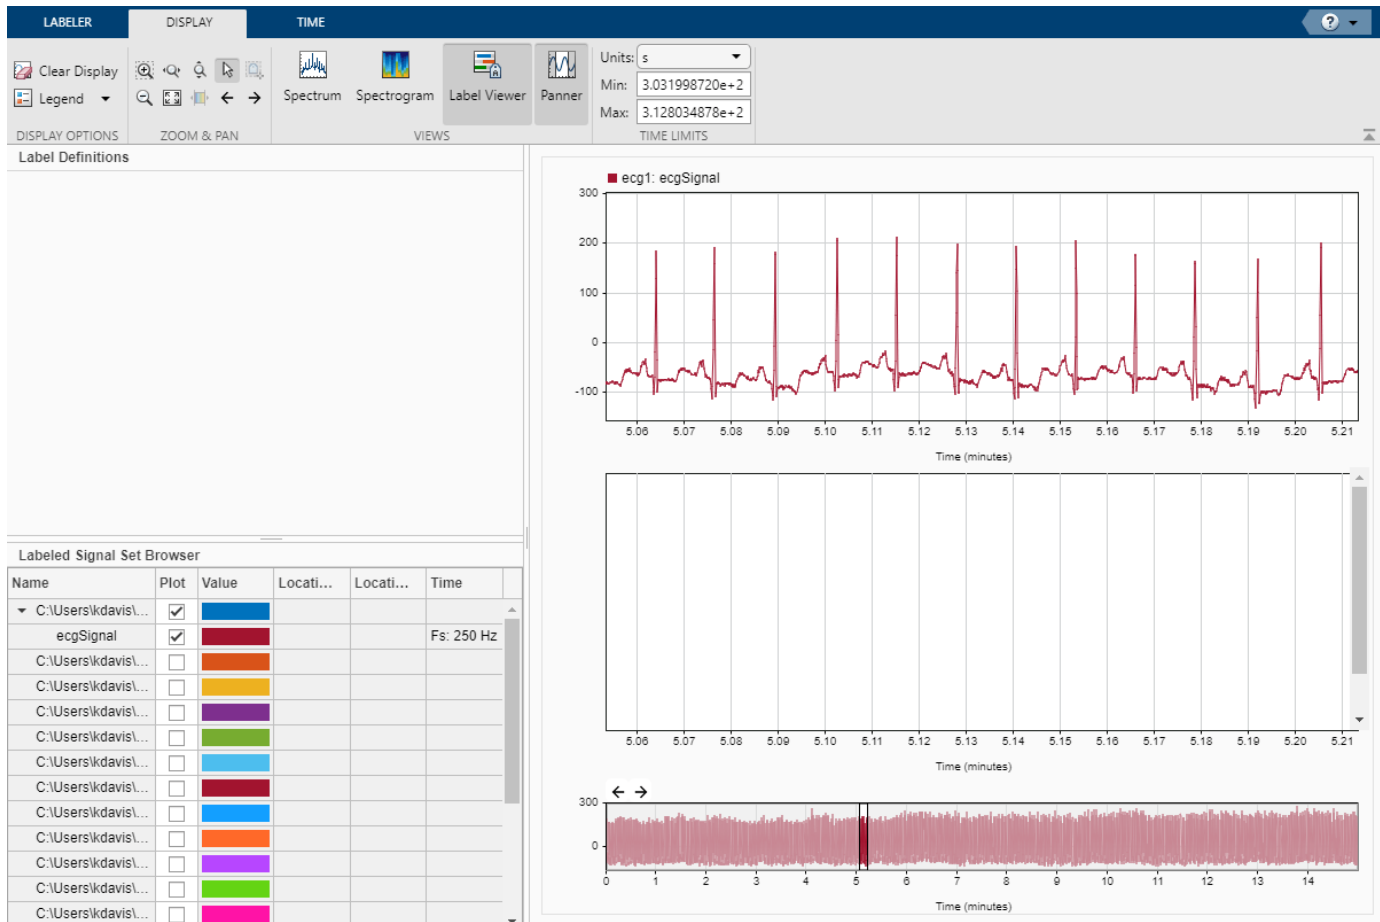 LABELER DISPLAY TIME
?
Clear Display
Legend
Spectrum Spectrogram Label Viewer Panner
Units: s
Min: 3.031998720e+2
Max: 3.128034878e+2
DISPLAY OPTIONS ZOOM & PAN VIEWS TIME LIMITS
Label Definitions
Labeled Signal Set Browser
Name Plot Value Locati... Locati... Time
C:\Users\kdavis\...
ecgSignal Fs: 250 Hz
C:\Users\kdavis\...
C:\Users\kdavis\...
C:\Users\kdavis\...
C:\Users\kdavis\...
C:\Users\kdavis\...
C:\Users\kdavis\...
C:\Users\kdavis\...
C:\Users\kdavis\...
C:\Users\kdavis\...
C:\Users\kdavis\...
C:\Users\kdavis\...
ecg1: ecgSignal
300
200
100
0
-100
5.06 5.07 5.08 5.09 5.10 5.11 5.12 5.13 5.14 5.15 5.16 5.17 5.18 5.19 5.20 5.21
Time (minutes)
5.06 5.07 5.08 5.09 5.10 5.11 5.12 5.13 5.14 5.15 5.16 5.17 5.18 5.19 5.20 5.21
Time (minutes)
300
0
0 1 2 3 4 5 6 7 8 9 10 11 12 13 14
Time (minutes)